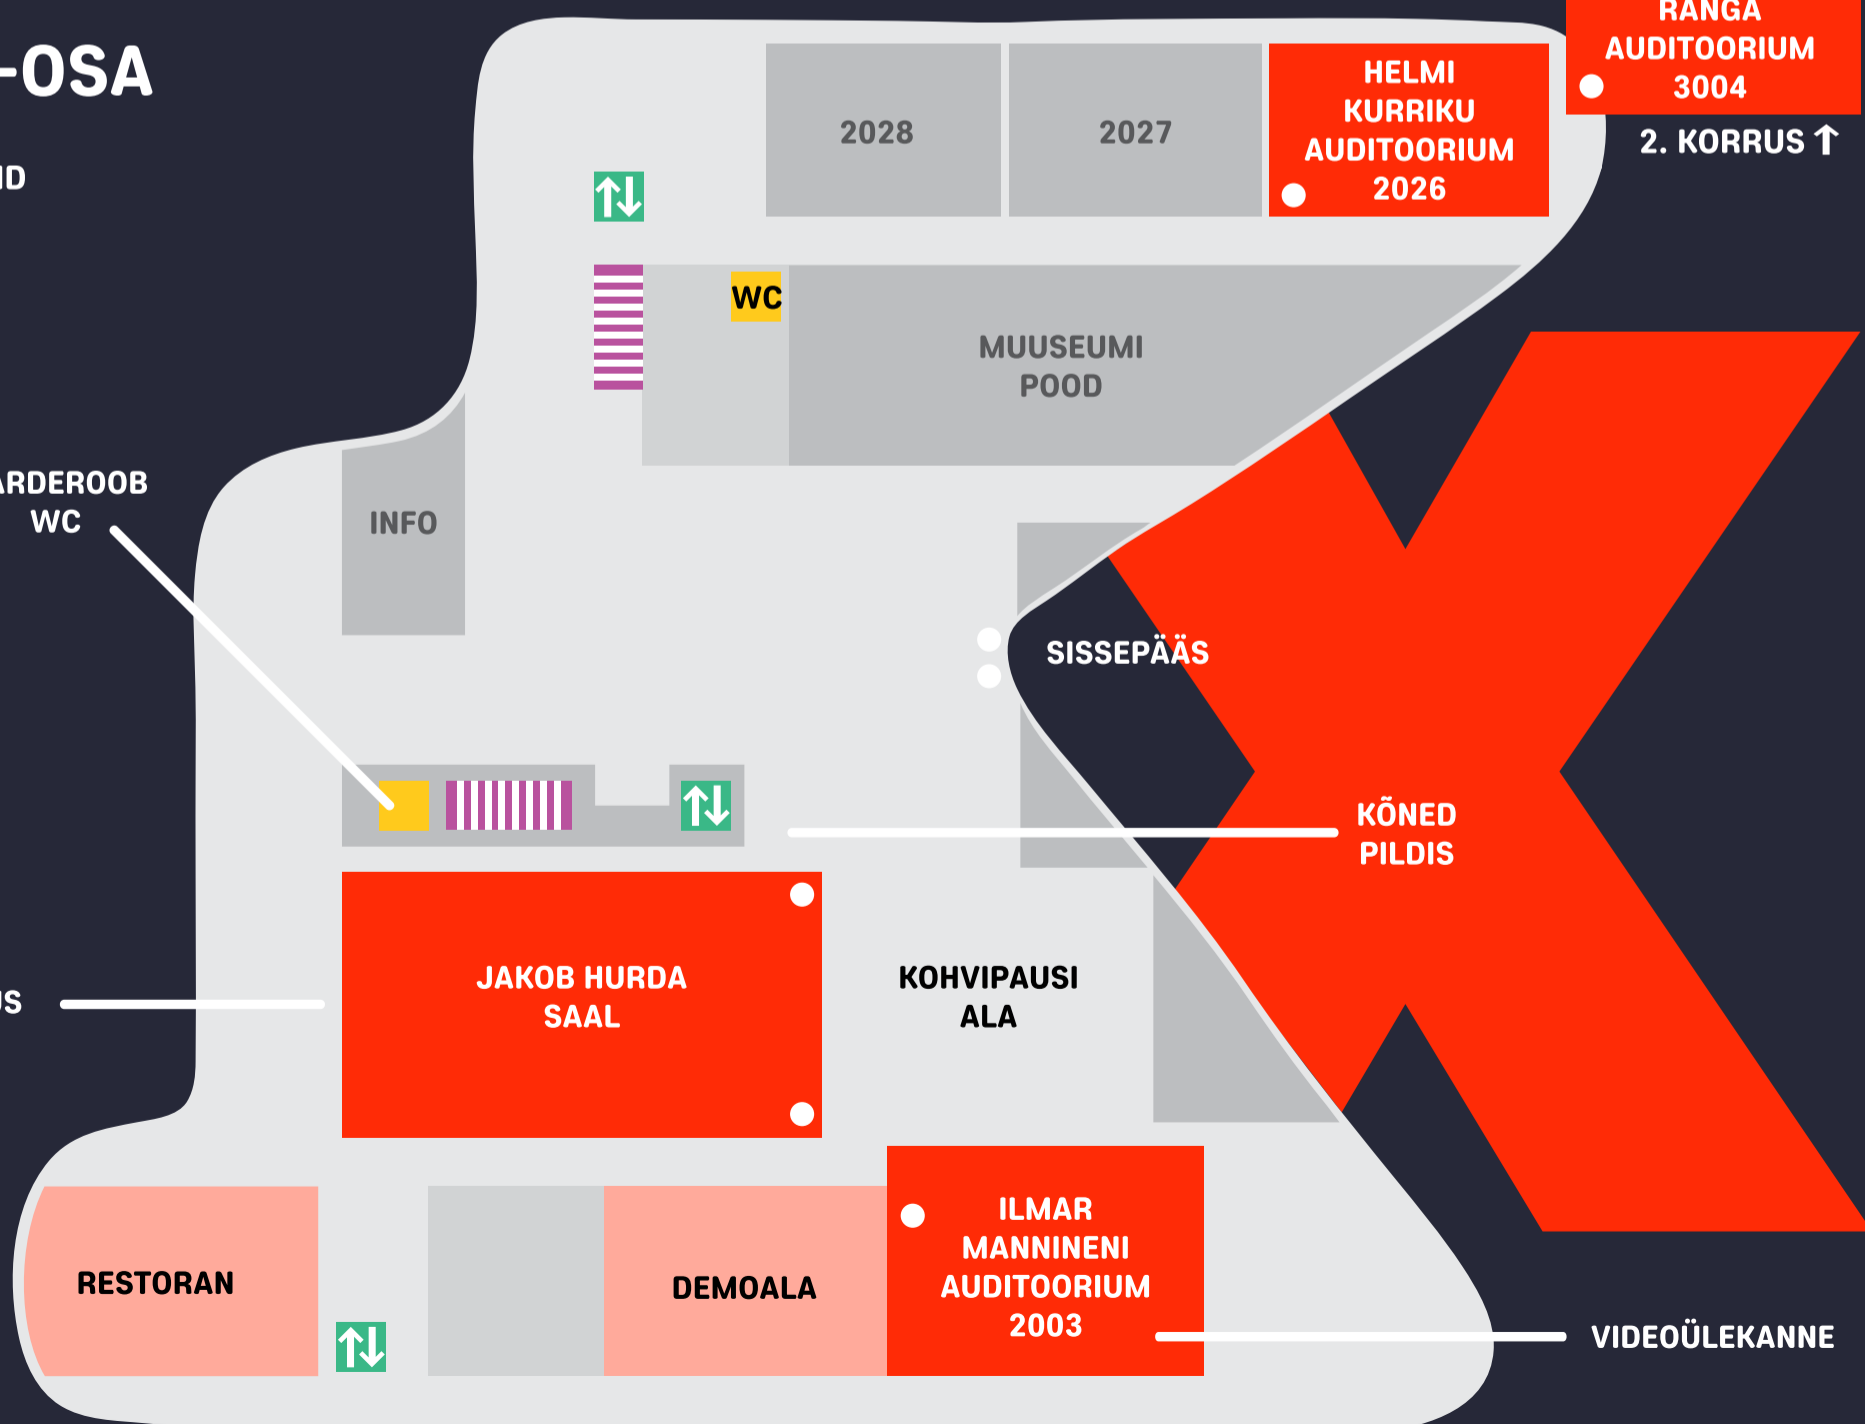 -OSA
RANGA
AUDITOORIUM
3004
2. KORRUS ↑
2028
2027
HELMI
KURRIKU
AUDITOORIUM
2026
WC
MUUSEUMI
POOD
ARDEROOB
WC
INFO
SISSEPÄÄS
KÕNED
PILDIS
JAKOB HURDA
SAAL
KOHVIPAUSI
ALA
RESTORAN
DEMOALA
ILMAR
MANNINENI
AUDITOORIUM
2003
VIDEOÜLEKANNE